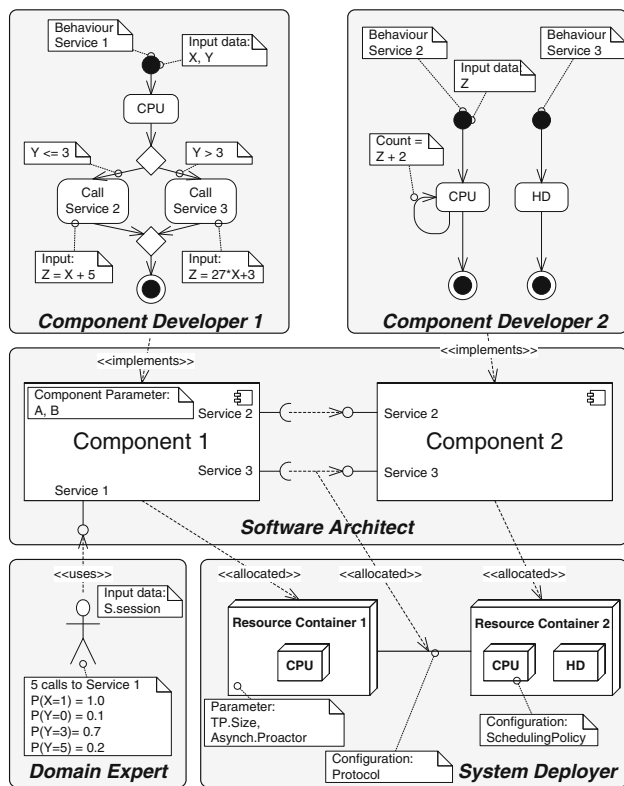 Behaviour
Service 1
Input data:
X, Y
CPU
Y <= 3
Y > 3
Call
Service 2
Call
Service 3
Input:
Z = X + 5
Input:
Z = 27*X+3
Component Developer 1
Behaviour
Service 2
Behaviour
Service 3
Input data
Z
Count =
Z + 2
CPU
HD
Component Developer 2
<<implements>>
<<implements>>
Component Parameter:
A, B
Service 2
Component 1
Service 3
Service 1
Service 2
Component 2
Service 3
Software Architect
<<uses>>
Input data:
S.session
5 calls to Service 1
P(X=1) = 1.0
P(Y=0) = 0.1
P(Y=3)= 0.7
P(Y=5) = 0.2
Domain Expert
<<allocated>>
<<allocated>>
<<allocated>>
Resource Container 1
CPU
Resource Container 2
CPU
HD
Parameter:
TP.Size,
Asynch.Proactor
Configuration:
Protocol
Configuration:
SchedulingPolicy
System Deployer